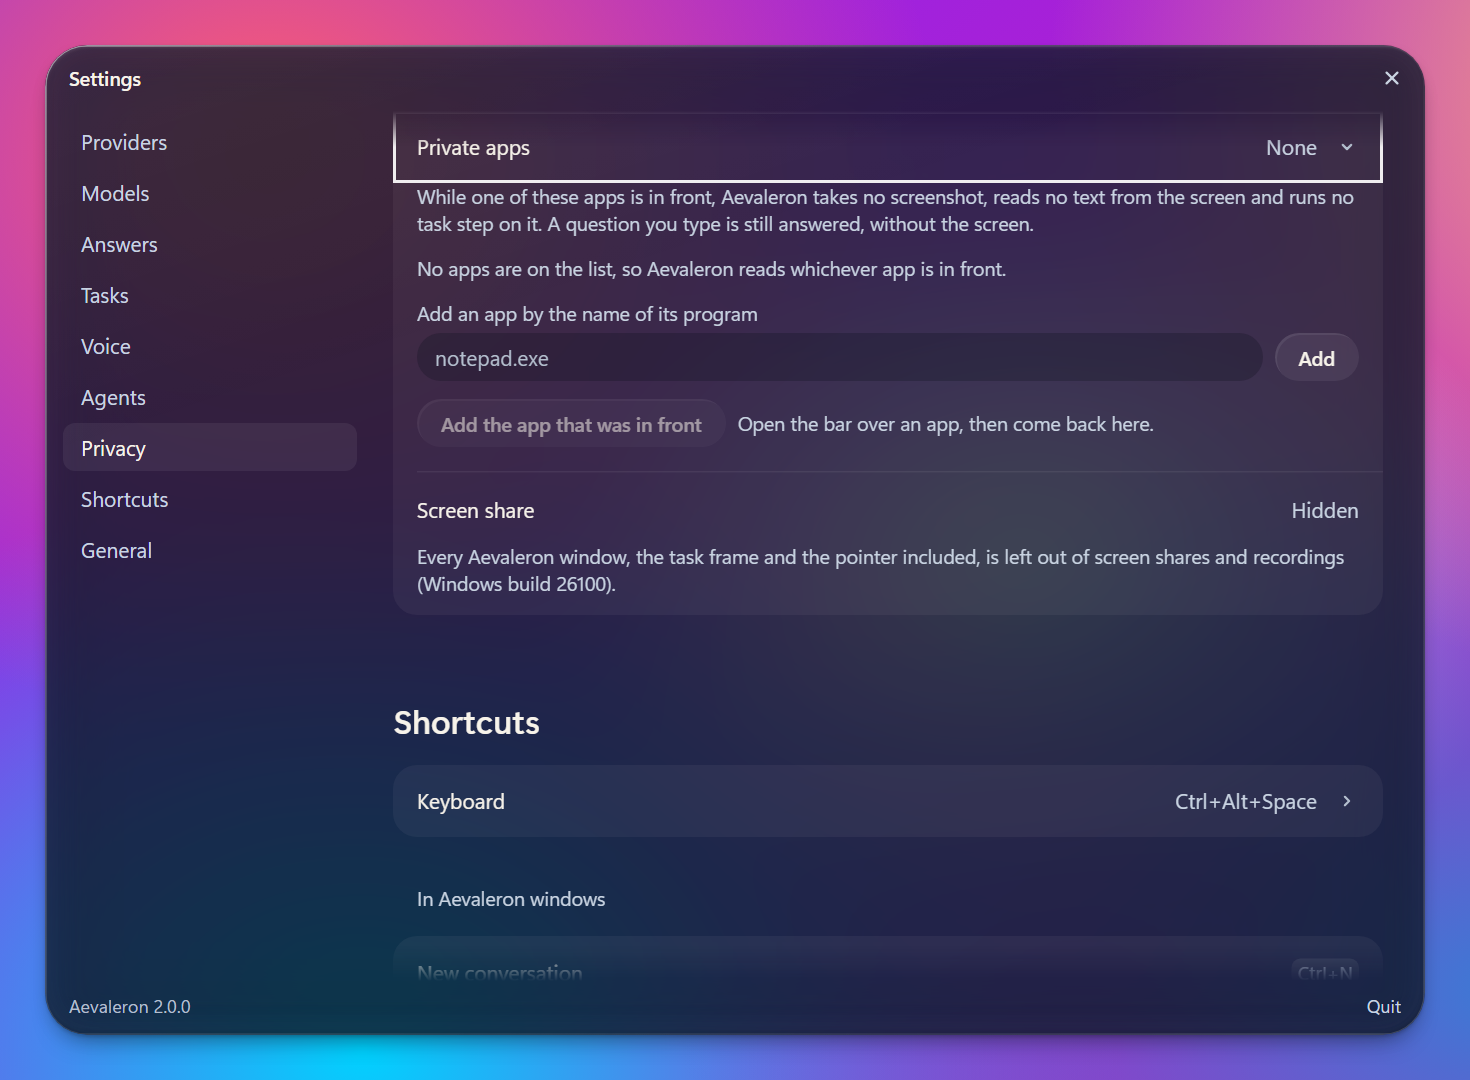 Settings
Providers
Models
Answers
Tasks
Voice
Agents
Privacy
Shortcuts
General
Private apps
None
While one of these apps is in front, Aevaleron takes no screenshot, reads no text from the screen and runs no
task step on it. A question you type is still answered, without the screen.
No apps are on the list, so Aevaleron reads whichever app is in front.
Add an app by the name of its program
notepad.exe
Add
Add the app that was in front
Open the bar over an app, then come back here.
Screen share
Hidden
Every Aevaleron window, the task frame and the pointer included, is left out of screen shares and recordings
(Windows build 26100).
Shortcuts
Keyboard
Ctrl+Alt+Space
In Aevaleron windows
New conversation
Ctrl+N
Aevaleron 2.0.0
Quit